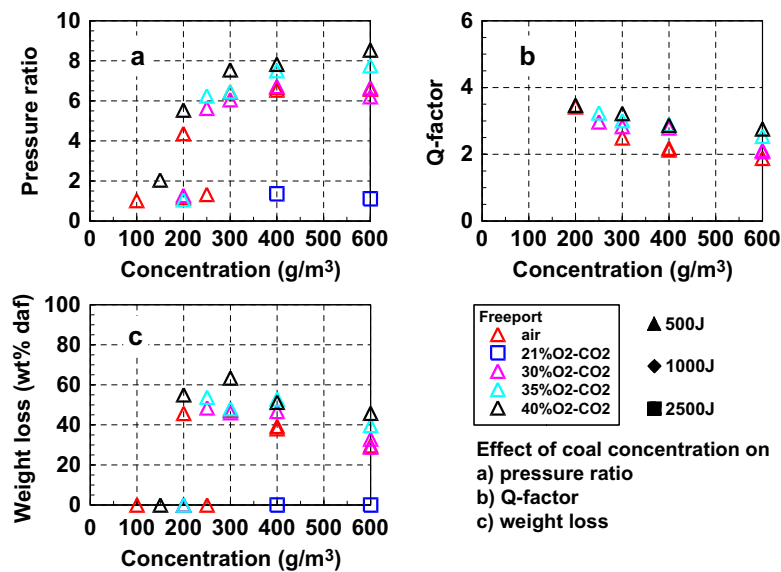 a
10
8
6
4
2
0
Pressure ratio
0 100 200 300 400 500 600
Concentration (g/m³)
b
6
4
2
0
Q-factor
0 100 200 300 400 500 600
Concentration (g/m³)
c
100
80
60
40
20
0
Weight loss (wt% daf)
0 100 200 300 400 500 600
Concentration (g/m³)
Freeport
air
21%O2-CO2
30%O2-CO2
35%O2-CO2
40%O2-CO2
500J
1000J
2500J
Effect of coal concentration on
a) pressure ratio
b) Q-factor
c) weight loss